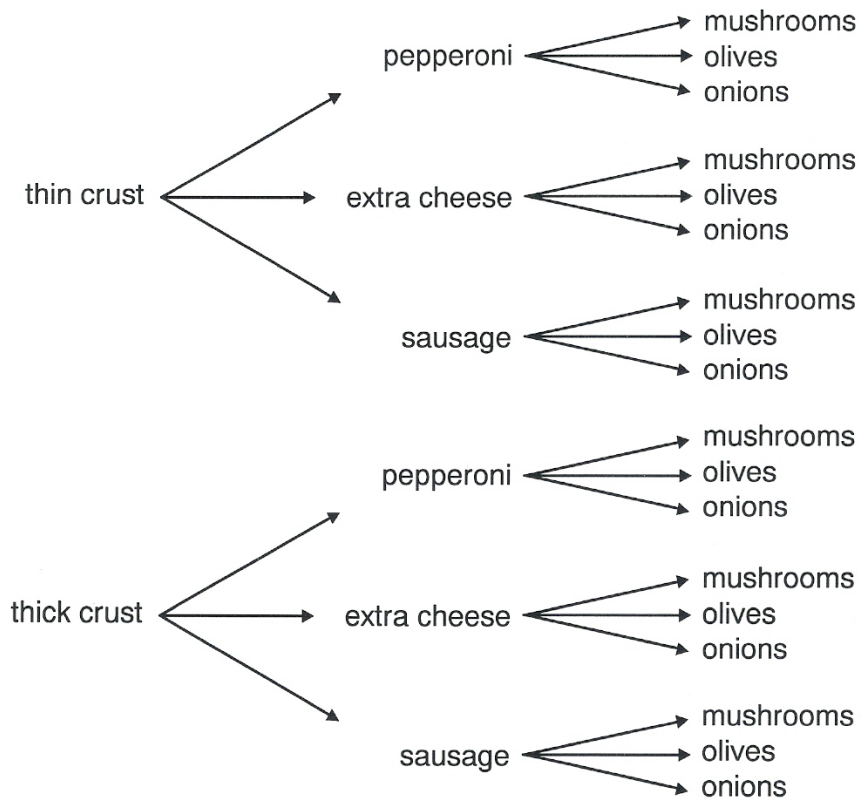 thin crust
pepperoni
mushrooms
olives
onions
extra cheese
mushrooms
olives
onions
sausage
mushrooms
olives
onions
thick crust
pepperoni
mushrooms
olives
onions
extra cheese
mushrooms
olives
onions
sausage
mushrooms
olives
onions